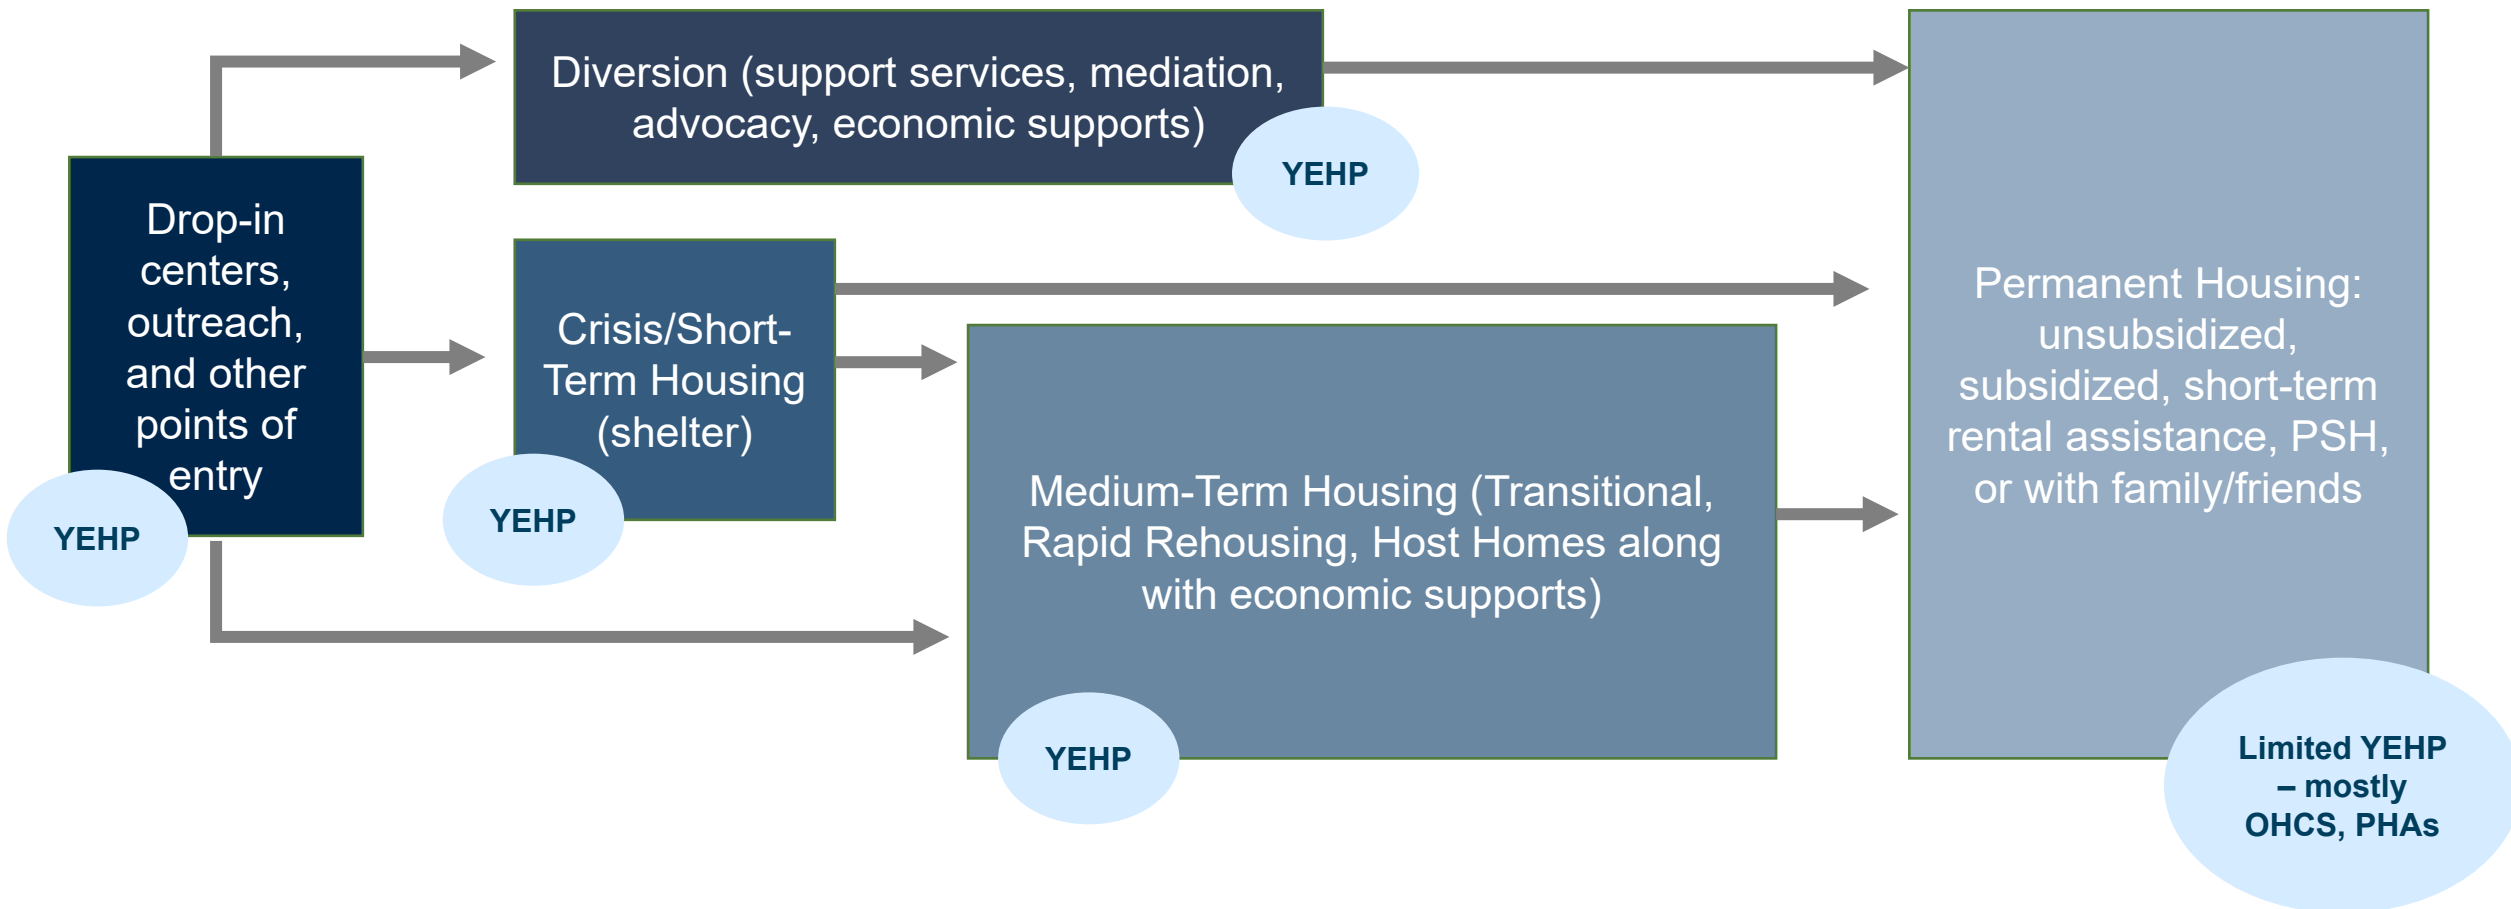 Diversion (support services, mediation,
advocacy, economic supports)
YEHP
Drop-in
centers,
outreach,
and other
points of
entry
YEHP
Crisis/Short-
Term Housing
(shelter)
YEHP
Medium-Term Housing (Transitional,
Rapid Rehousing, Host Homes along
with economic supports)
YEHP
Permanent Housing:
unsubsidized,
subsidized, short-term
rental assistance, PSH,
or with family/friends
Limited YEHP
– mostly
OHCS, PHAs